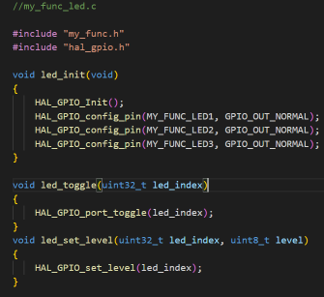 //my_func_led.c
#include "my_func.h"
#include "hal_gpio.h"
void led_init(void)
{
HAL_GPIO_Init();
HAL_GPIO_config_pin(MY_FUNC_LED1, GPIO_OUT_NORMAL);
HAL_GPIO_config_pin(MY_FUNC_LED2, GPIO_OUT_NORMAL);
HAL_GPIO_config_pin(MY_FUNC_LED3, GPIO_OUT_NORMAL);
}
void led_toggle(uint32_t led_index)
{
HAL_GPIO_port_toggle(led_index);
}
void led_set_level(uint32_t led_index, uint8_t level)
{
HAL_GPIO_set_level(led_index);
}